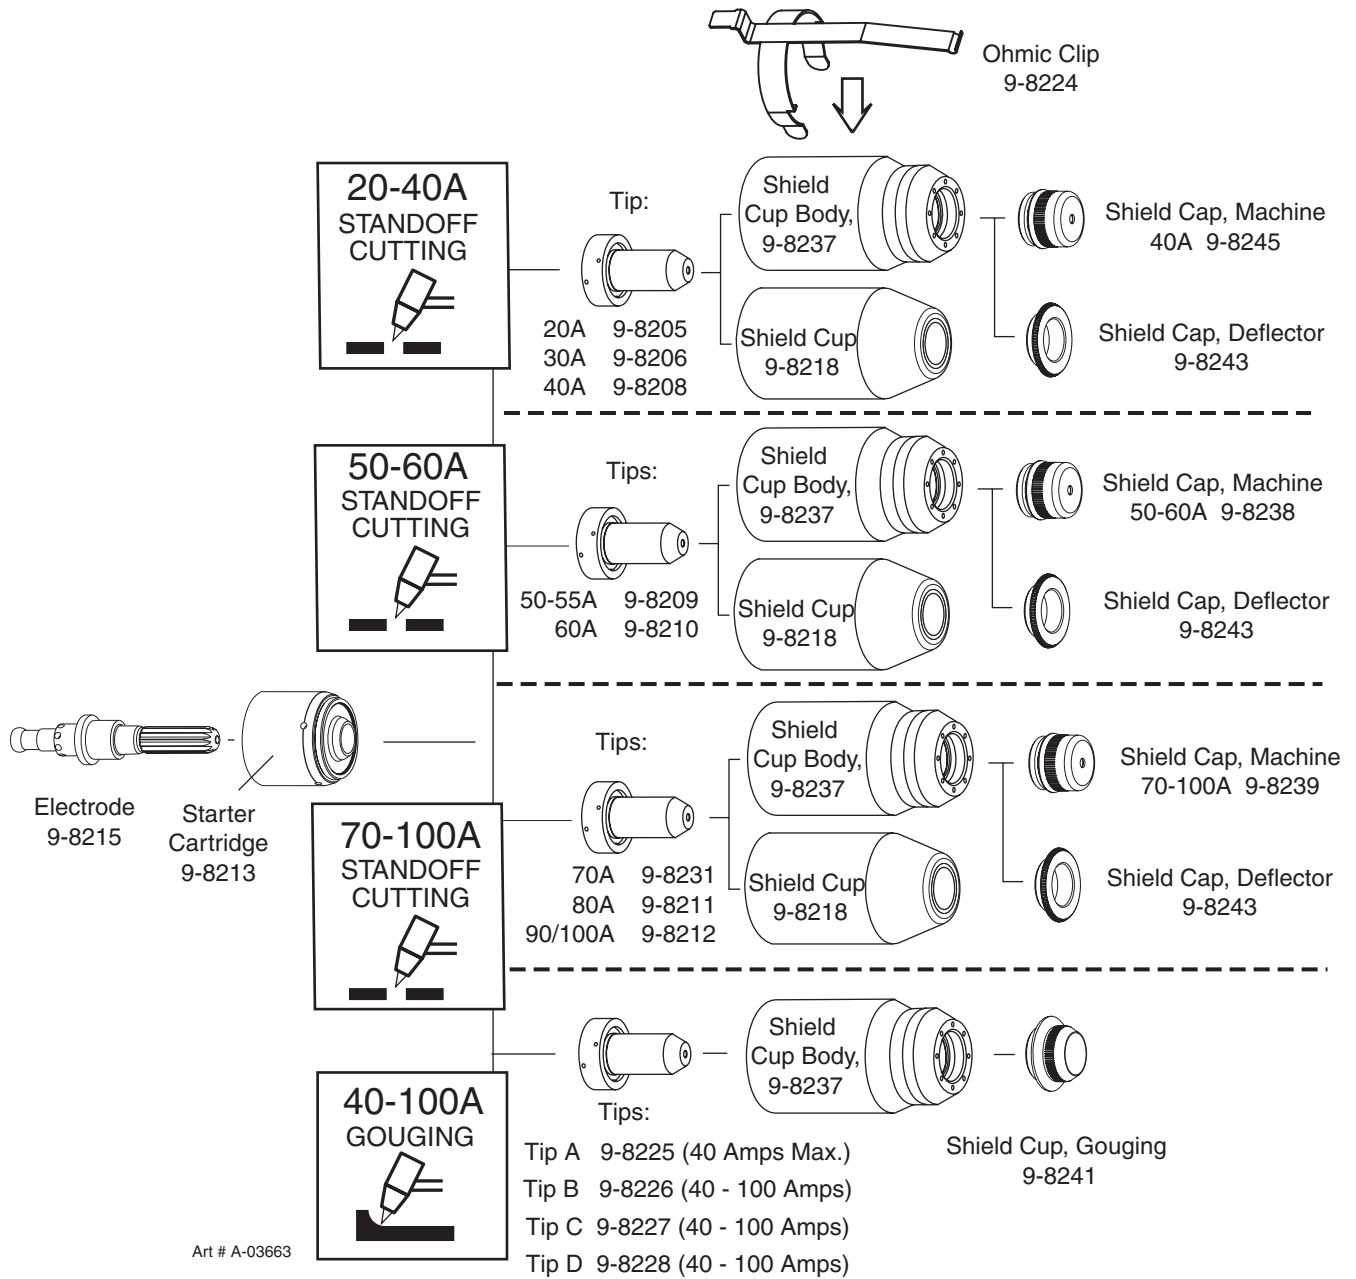 Ohmic Clip
9-8224
20-40A
STANDOFF
CUTTING
Tip:
20A 9-8205
30A 9-8206
40A 9-8208
Shield
Cup Body,
9-8237
Shield Cup
9-8218
Shield Cap, Machine
40A 9-8245
Shield Cap, Deflector
9-8243
50-60A
STANDOFF
CUTTING
Tips:
50-55A 9-8209
60A 9-8210
Shield
Cup Body,
9-8237
Shield Cup
9-8218
Shield Cap, Machine
50-60A 9-8238
Shield Cap, Deflector
9-8243
Electrode
9-8215
Starter
Cartridge
9-8213
70-100A
STANDOFF
CUTTING
Tips:
70A 9-8231
80A 9-8211
90/100A 9-8212
Shield
Cup Body,
9-8237
Shield Cup
9-8218
Shield Cap, Machine
70-100A 9-8239
Shield Cap, Deflector
9-8243
40-100A
GOUGING
Tips:
Tip A 9-8225 (40 Amps Max.)
Tip B 9-8226 (40 - 100 Amps)
Tip C 9-8227 (40 - 100 Amps)
Tip D 9-8228 (40 - 100 Amps)
Shield
Cup Body,
9-8237
Shield Cup, Gouging
9-8241
Art # A-03663